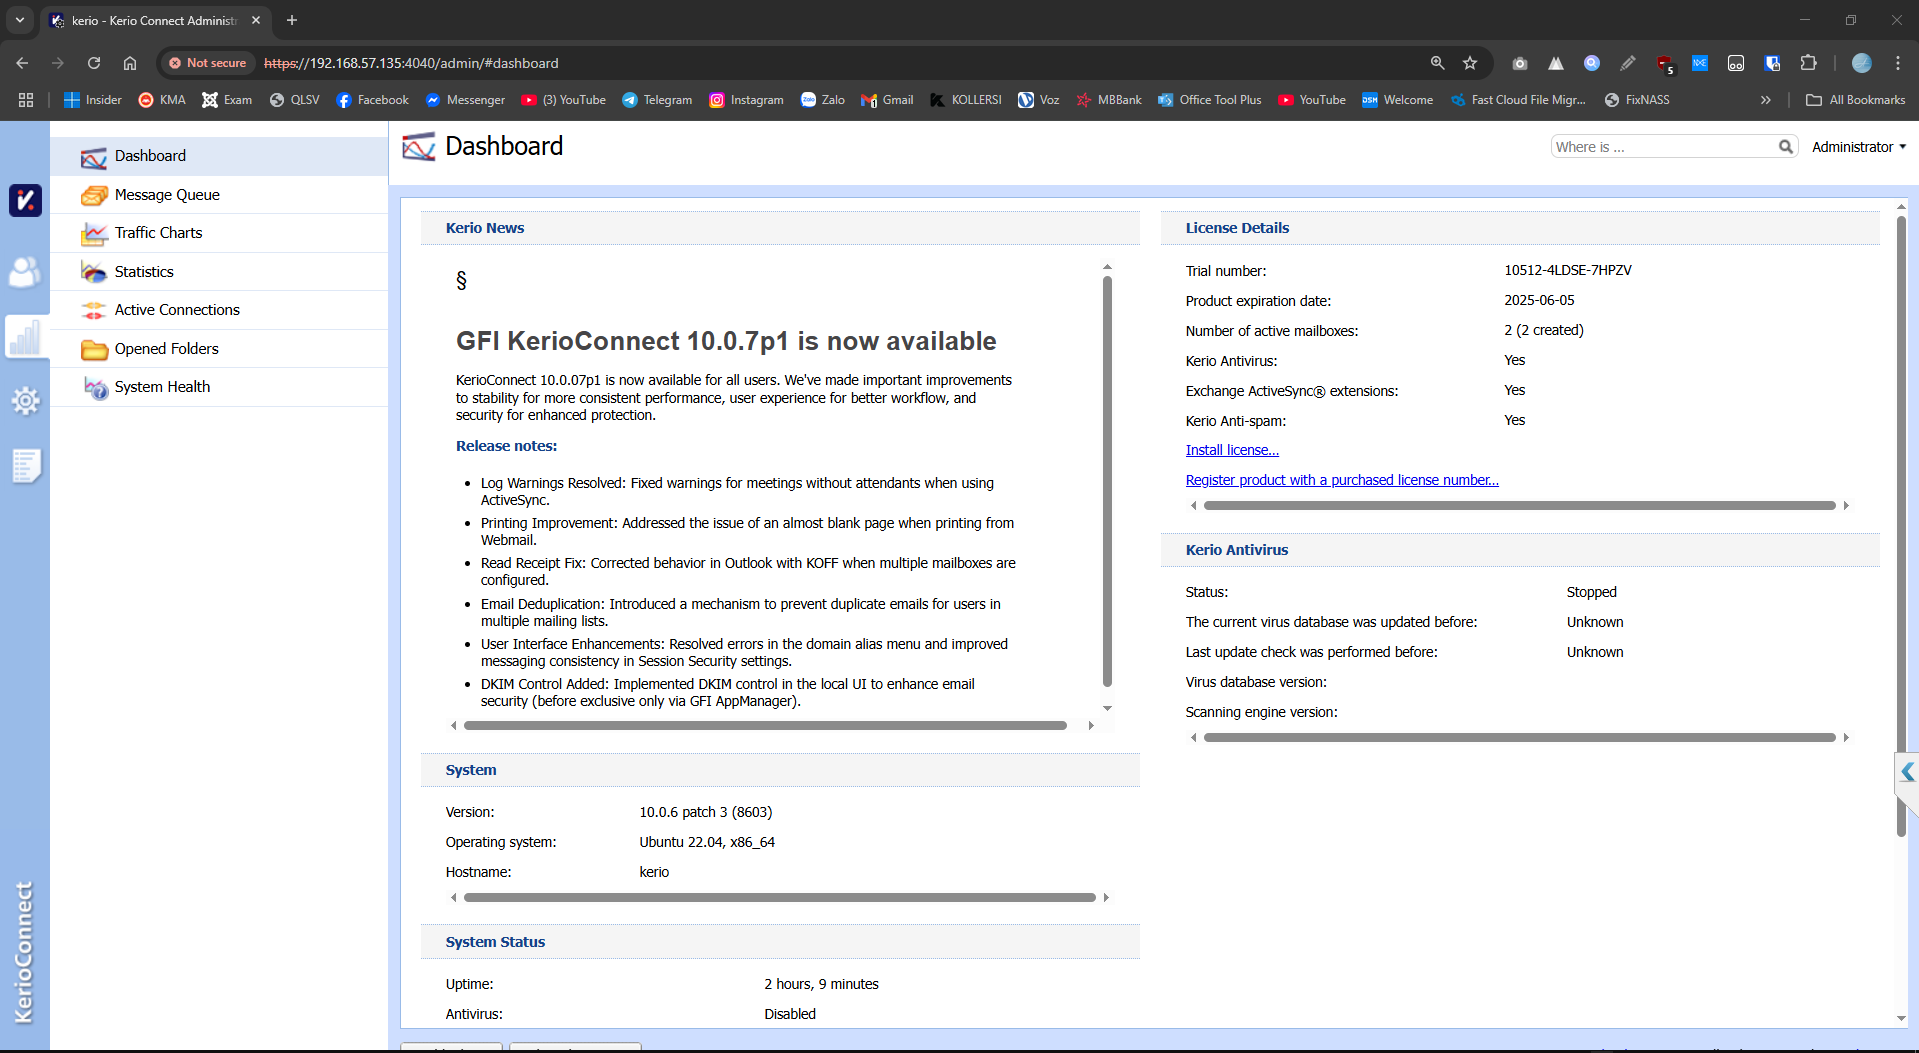 kerio - Kerio Connect Administr
Not secure
https://192.168.57.135:4040/admin/#dashboard
5
Insider
KMA
Exam
QLSV
Facebook
Messenger
(3) YouTube
Telegram
Instagram
Zalo
Gmail
KOLLERSI
Voz
MBBank
Office Tool Plus
YouTube
Welcome
Fast Cloud File Migr...
FixNASS
All Bookmarks
Dashboard
Message Queue
Traffic Charts
Statistics
Active Connections
Opened Folders
System Health
KerioConnect
Dashboard
Where is ...
Administrator
Kerio News
§
GFI KerioConnect 10.0.7p1 is now available
KerioConnect 10.0.07p1 is now available for all users. We've made important improvements
to stability for more consistent performance, user experience for better workflow, and
security for enhanced protection.
Release notes:
Log Warnings Resolved: Fixed warnings for meetings without attendants when using
ActiveSync.
Printing Improvement: Addressed the issue of an almost blank page when printing from
Webmail.
Read Receipt Fix: Corrected behavior in Outlook with KOFF when multiple mailboxes are
configured.
Email Deduplication: Introduced a mechanism to prevent duplicate emails for users in
multiple mailing lists.
User Interface Enhancements: Resolved errors in the domain alias menu and improved
messaging consistency in Session Security settings.
DKIM Control Added: Implemented DKIM control in the local UI to enhance email
security (before exclusive only via GFI AppManager).
System
Version: 10.0.6 patch 3 (8603)
Operating system: Ubuntu 22.04, x86_64
Hostname: kerio
System Status
Uptime: 2 hours, 9 minutes
Antivirus: Disabled
License Details
Trial number: 10512-4LDSE-7HPZV
Product expiration date: 2025-06-05
Number of active mailboxes: 2 (2 created)
Kerio Antivirus: Yes
Exchange ActiveSync® extensions: Yes
Kerio Anti-spam: Yes
Install license...
Register product with a purchased license number...
Kerio Antivirus
Status: Stopped
The current virus database was updated before: Unknown
Last update check was performed before: Unknown
Virus database version:
Scanning engine version: